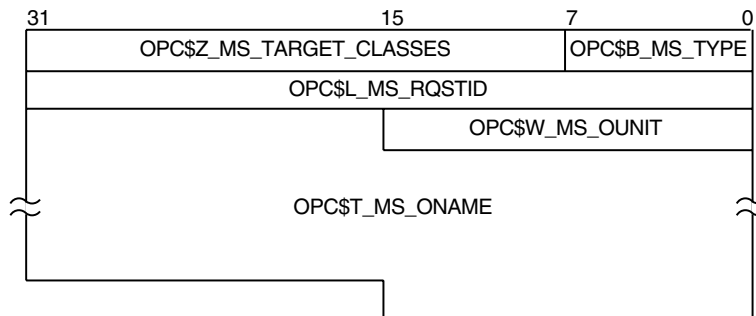 31 15 7 0
OPC$Z_MS_TARGET_CLASSES OPC$B_MS_TYPE
OPC$L_MS_RQSTID
OPC$W_MS_OUNIT
OPC$T_MS_ONAME